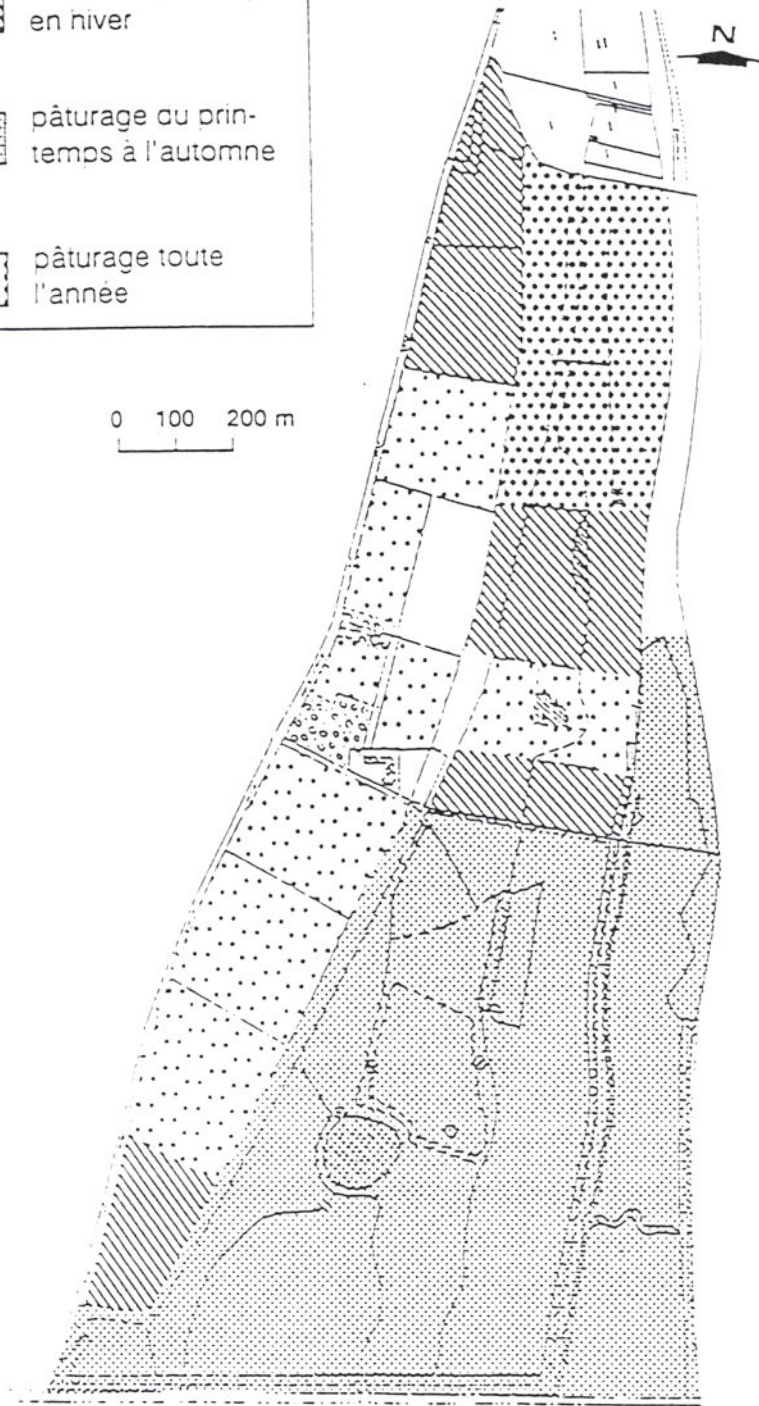 en hiver
N
pâturage du prin-
temps à l'automne
pâturage toute
l'année
0 100 200 m